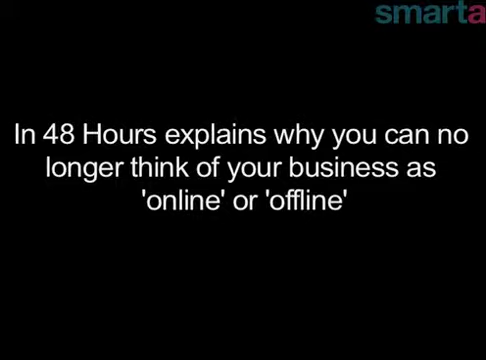 smarta
In 48 Hours explains why you can no
longer think of your business as
'online' or 'offline'